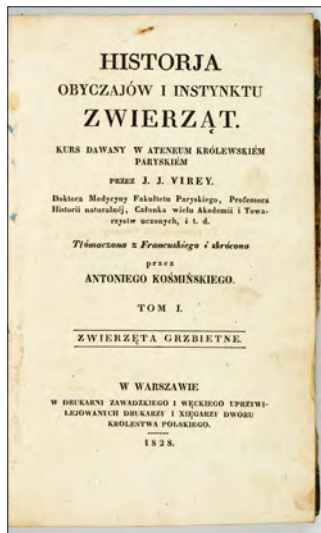 HISTORJA
OBYCZAJÓW I INSTYNKTU
ZWIERZĄT.
KURS DAWANY W ATENEUM KRÓLEWSKIÉM
PARYSKIÉM
PRZEZ J. J. VIREY.
Doktora Medycyny Fakultetu Paryskiego, Professora
Historii naturalnéj, Członka wielu Akademii i Towa-
rzystw uczonych, i t. d.
Tłómaczona z Francuskiego i skrócona
przez
ANTONIEGO KOŚMIŃSKIEGO.
TOM I.
ZWIERZĘTA GRZBIETNE.
W WARSZAWIE
W DRUKARNI ZAWADZKIEGO I WĘCKIEGO UPRZYWI-
LEJOWANYCH DRUKARZY I XIĘGARZY DWORU
KRÓLESTWA POLSKIEGO.
1828.